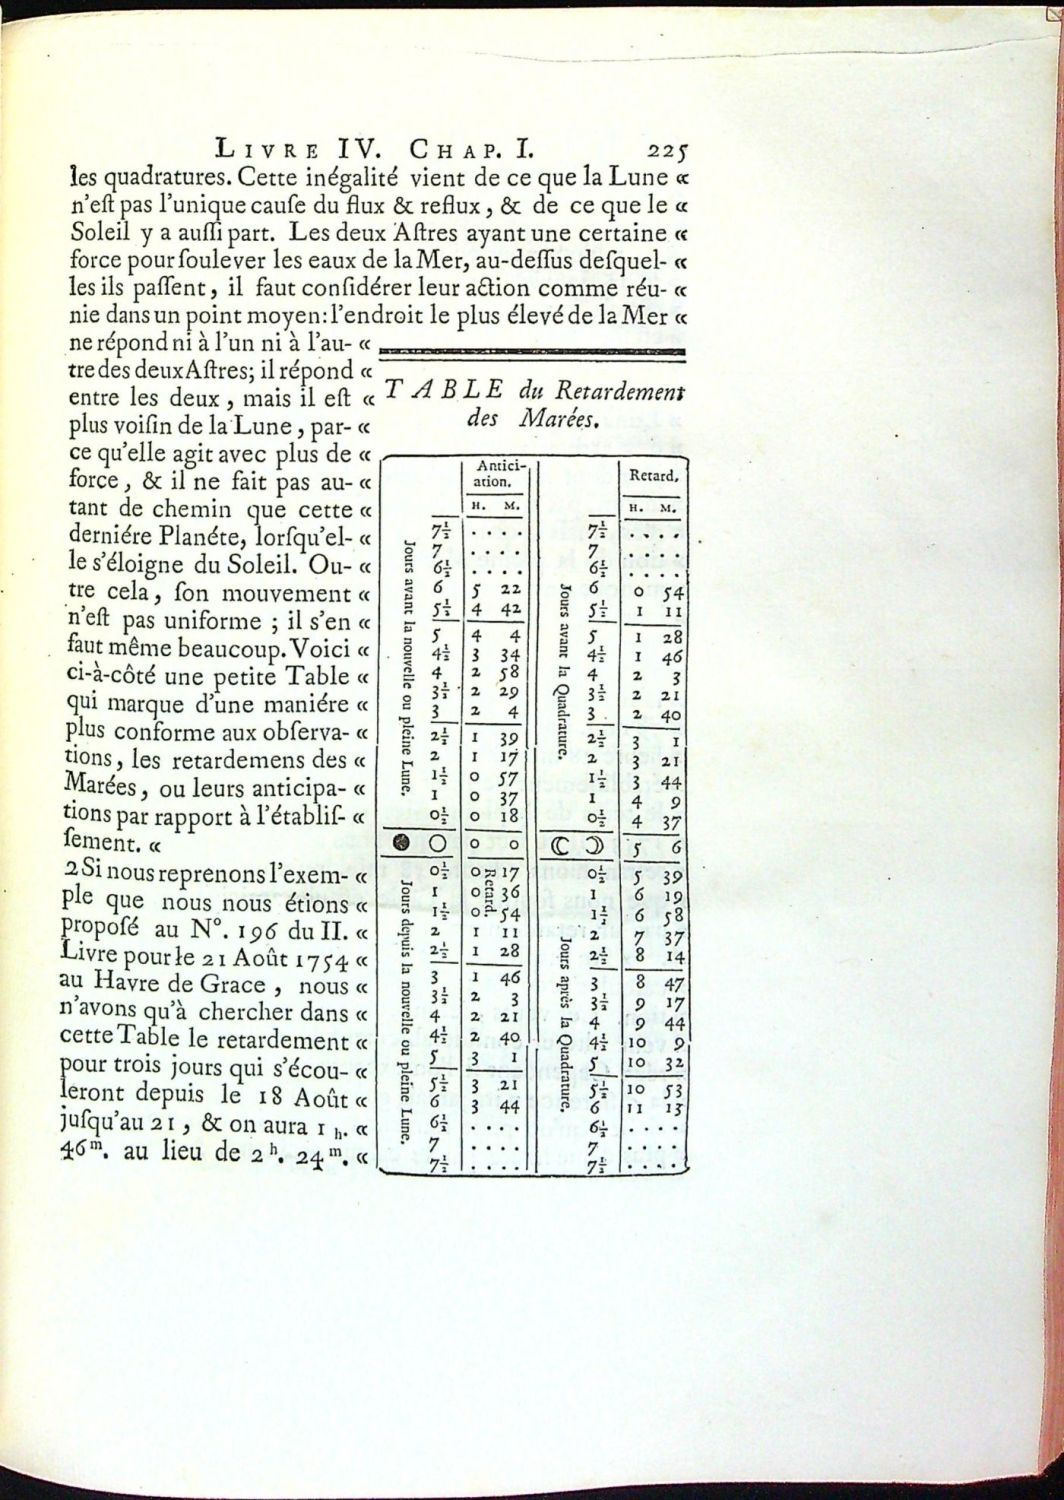 LIVRE IV. CHAP. I. 225
les quadratures. Cette inégalité vient de ce que la Lune «
n'eſt pas l'unique cauſe du flux & reflux, & de ce que le «
Soleil y a auſſi part. Les deux Aſtres ayant une certaine «
force pour ſoulever les eaux de la Mer, au-deſſus deſquel- «
les ils paſſent, il faut conſidérer leur action comme réu- «
nie dans un point moyen: l'endroit le plus élevé de la Mer «
ne répond ni à l'un ni à l'au- «
tre des deux Aſtres; il répond «
entre les deux, mais il eſt «
plus voiſin de la Lune, par- «
ce qu'elle agit avec plus de «
force, & il ne fait pas au- «
tant de chemin que cette «
derniére Planéte, lorſqu'el- «
le s'éloigne du Soleil. Ou- «
tre cela, ſon mouvement «
n'eſt pas uniforme ; il s'en «
faut même beaucoup. Voici «
ci-à-côté une petite Table «
qui marque d'une maniére «
plus conforme aux obſerva- «
tions, les retardemens des «
Marées, ou leurs anticipa- «
tions par rapport à l'établiſ- «
ſement. «
2 Si nous reprenons l'exem- «
ple que nous nous étions «
propoſé au N°. 196 du II. «
Livre pour le 21 Août 1754 «
au Havre de Grace, nous «
n'avons qu'à chercher dans «
cette Table le retardement «
pour trois jours qui s'écou- «
leront depuis le 18 Août «
juſqu'au 21, & on aura 1 h. «
46m. au lieu de 2h. 24m. «
TABLE du Retardement
des Marées.
Antici-
ation.
Retard.
H. M.
H. M.
Jours avant la nouvelle ou pleine Lune.
Jours avant la Quadrature.
7½ . . . . 7½ . . . .
7 . . . . 7 . . . .
6½ . . . . 6½ . . . .
6 5 22 6 0 54
5½ 4 42 5½ 1 11
5 4 4 5 1 28
4½ 3 34 4½ 1 46
4 2 58 4 2 3
3½ 2 29 3½ 2 21
3 2 4 3 2 40
2½ 1 39 2½ 3 1
2 1 17 2 3 21
1½ 0 57 1½ 3 44
1 0 37 1 4 9
0½ 0 18 0½ 4 37
● ○ 0 0 ☾ ☽ 5 6
Jours depuis la nouvelle ou pleine Lune.
Retard.
Jours après la Quadrature.
0½ 0 17 0½ 5 39
1 0 36 1 6 19
1½ 0 54 1½ 6 58
2 1 11 2 7 37
2½ 1 28 2½ 8 14
3 1 46 3 8 47
3½ 2 3 3½ 9 17
4 2 21 4 9 44
4½ 2 40 4½ 10 9
5 3 1 5 10 32
5½ 3 21 5½ 10 53
6 3 44 6 11 13
6½ . . . . 6½ . . . .
7 . . . . 7 . . . .
7½ . . . . 7½ . . . .